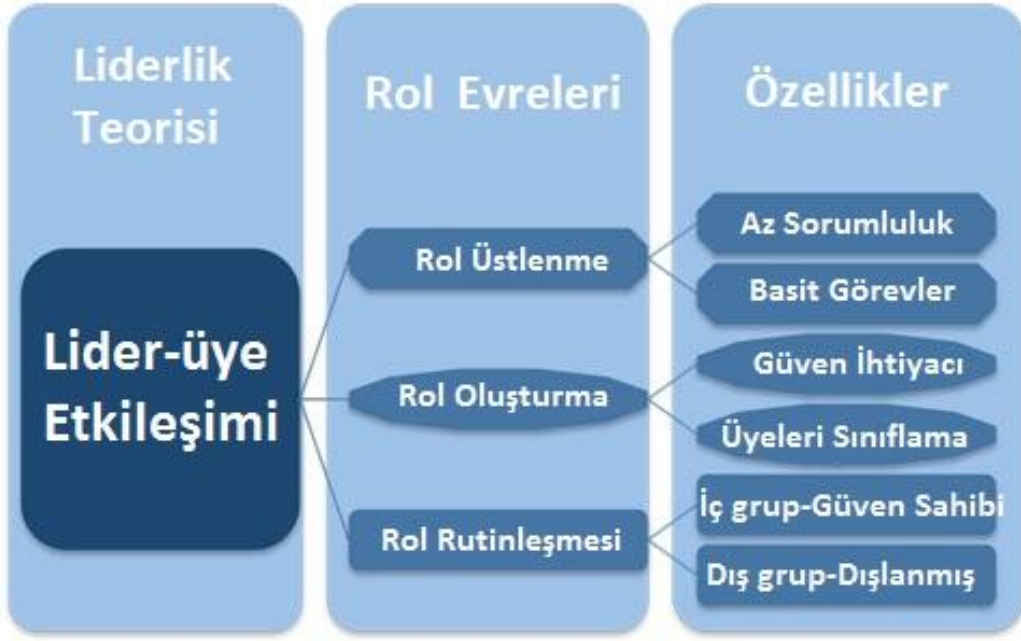 Liderlik
Teorisi
Lider-üye
Etkileşimi
Rol Evreleri
Rol Üstlenme
Rol Oluşturma
Rol Rutinleşmesi
Özellikler
Az Sorumluluk
Basit Görevler
Güven İhtiyacı
Üyeleri Sınıflama
İç grup-Güven Sahibi
Dış grup-Dışlanmış